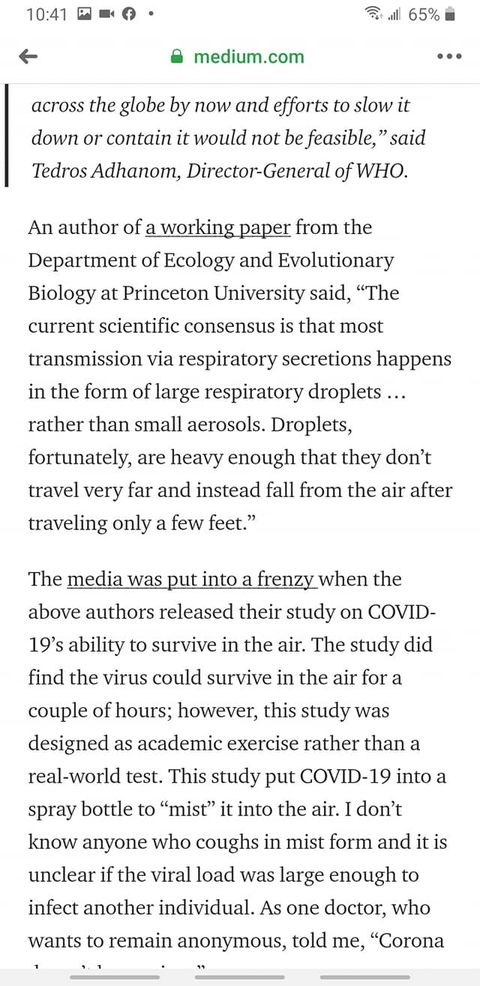 10:41
65%
medium.com
across the globe by now and efforts to slow it
down or contain it would not be feasible,” said
Tedros Adhanom, Director-General of WHO.
An author of a working paper from the
Department of Ecology and Evolutionary
Biology at Princeton University said, “The
current scientific consensus is that most
transmission via respiratory secretions happens
in the form of large respiratory droplets …
rather than small aerosols. Droplets,
fortunately, are heavy enough that they don’t
travel very far and instead fall from the air after
traveling only a few feet.”
The media was put into a frenzy when the
above authors released their study on COVID-
19’s ability to survive in the air. The study did
find the virus could survive in the air for a
couple of hours; however, this study was
designed as academic exercise rather than a
real-world test. This study put COVID-19 into a
spray bottle to “mist” it into the air. I don’t
know anyone who coughs in mist form and it is
unclear if the viral load was large enough to
infect another individual. As one doctor, who
wants to remain anonymous, told me, “Corona